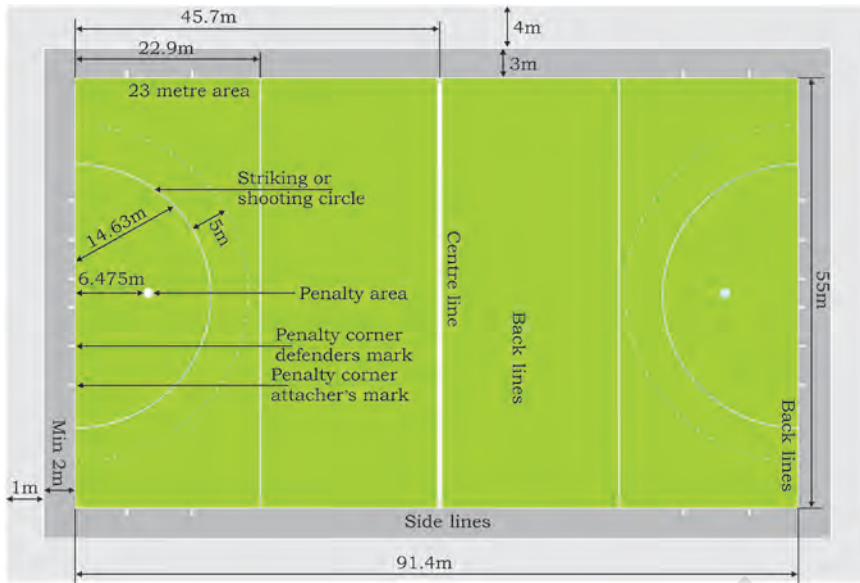 45.7m
4m
22.9m
3m
23 metre area
Striking or
shooting circle
14.63m
5m
6.475m
Penalty area
Centre line
Back lines
55m
Penalty corner
defenders mark
Penalty corner
attacher's mark
Back lines
Min 2m
1m
Side lines
91.4m